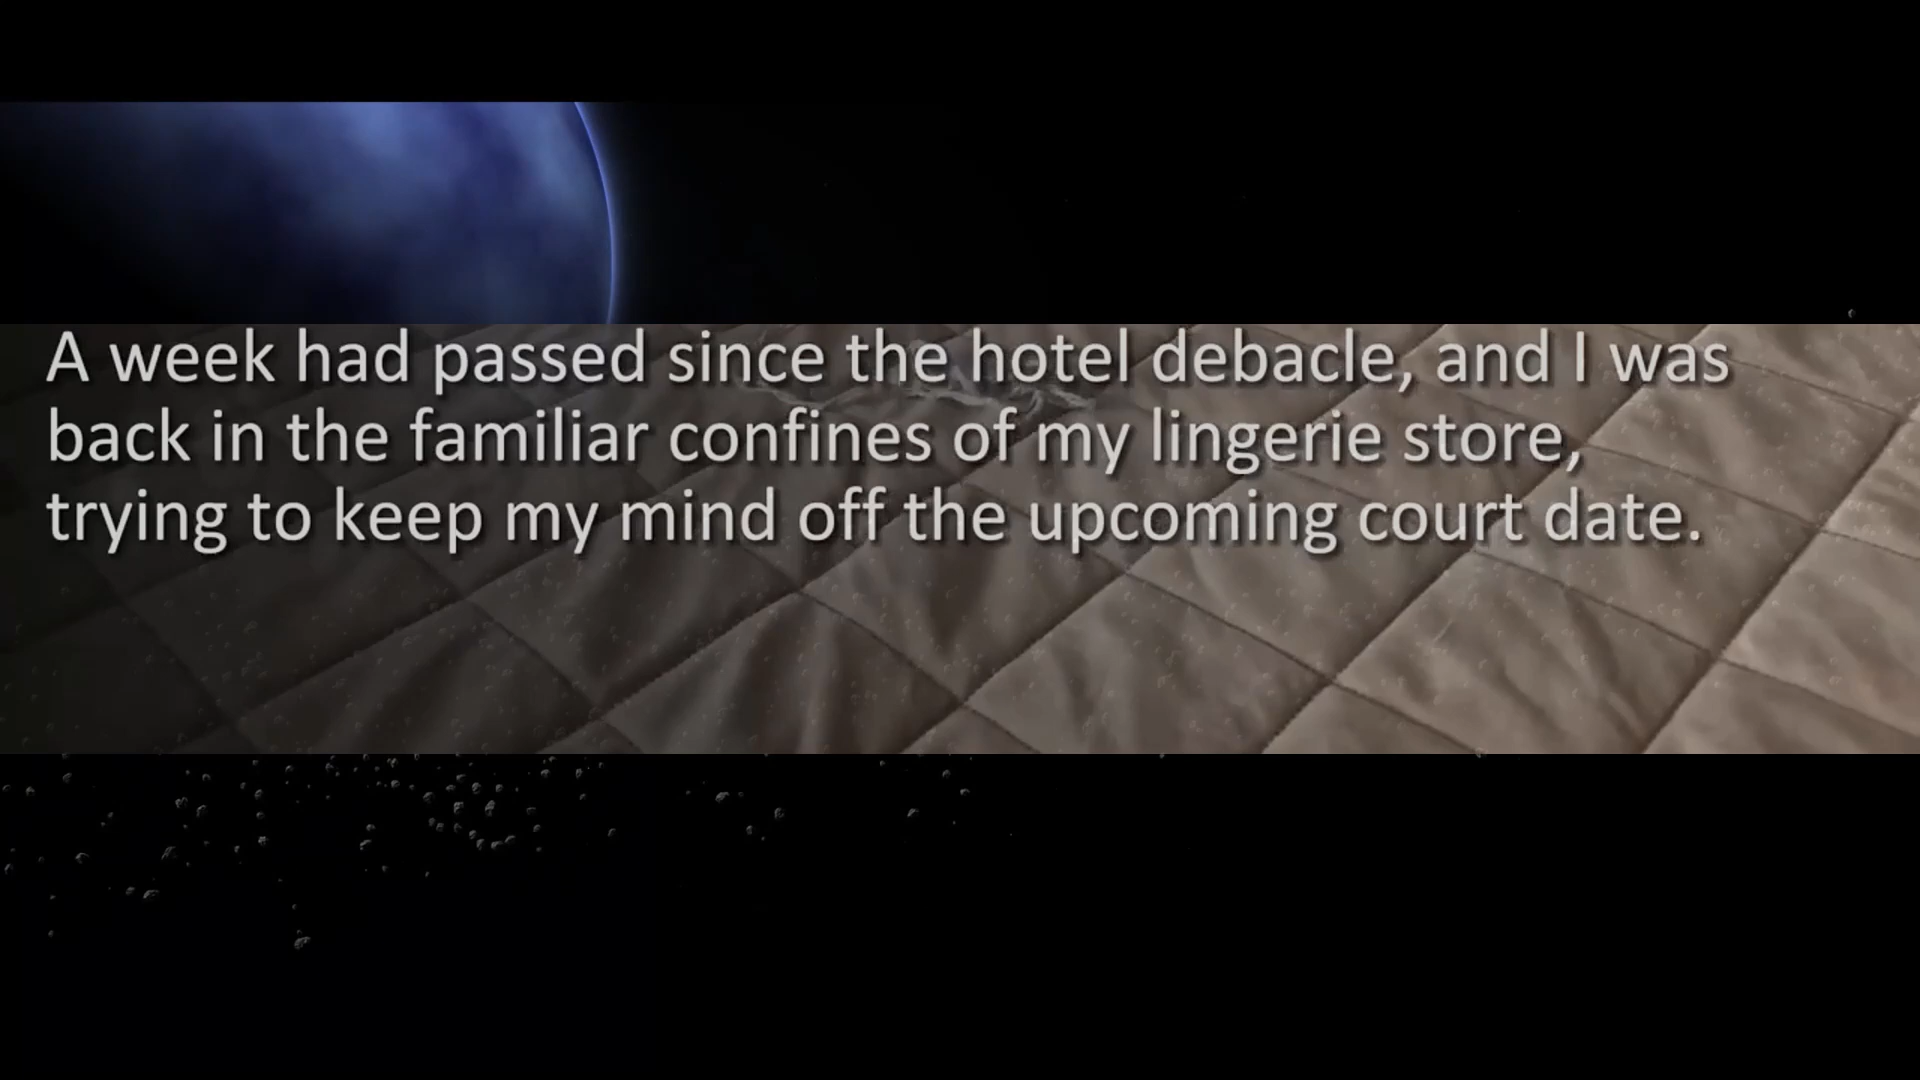 A week had passed since the hotel debacle, and I was
back in the familiar confines of my lingerie store,
trying to keep my mind off the upcoming court date.